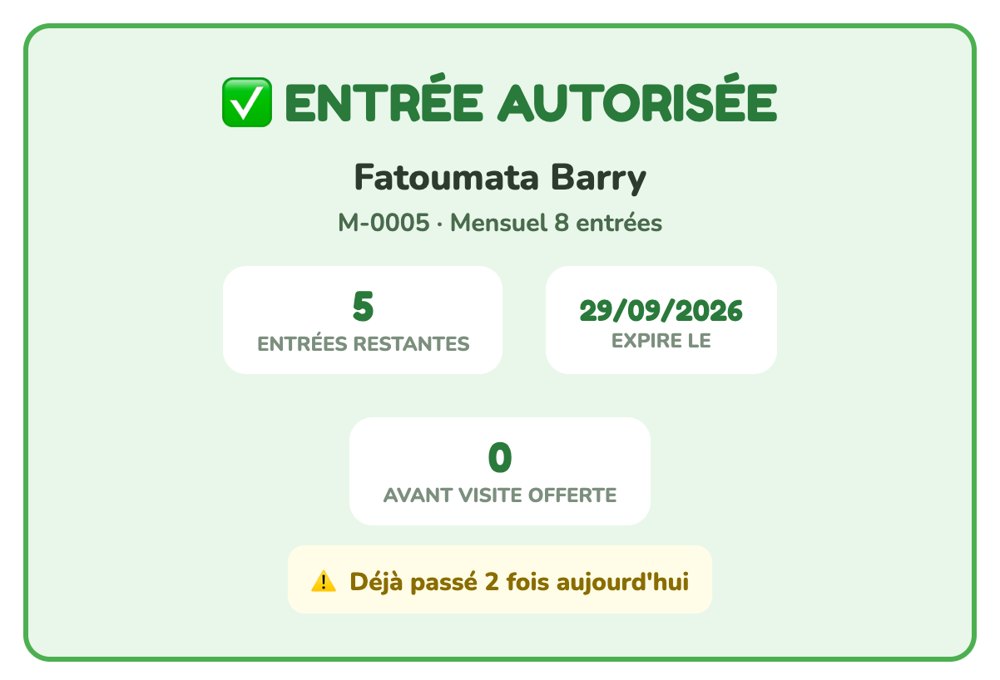 ✅ ENTRÉE AUTORISÉE
Fatoumata Barry
M-0005 · Mensuel 8 entrées
5
ENTRÉES RESTANTES
29/09/2026
EXPIRE LE
0
AVANT VISITE OFFERTE
⚠️ Déjà passé 2 fois aujourd'hui